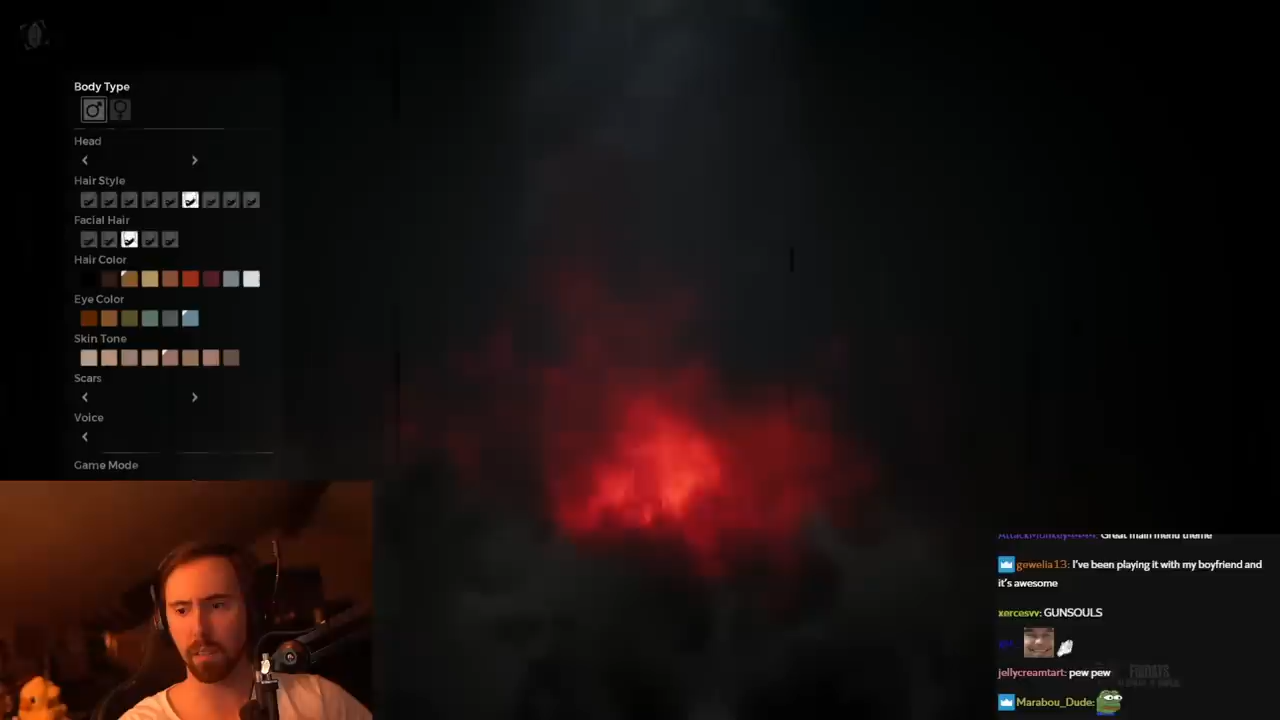 Body Type
Head
Hair Style
Facial Hair
Hair Color
Eye Color
Skin Tone
Scars
Voice
Game Mode
Great main menu theme
gewelia13: I've been playing it with my boyfriend and
it's awesome
xercesvv: GUNSOULS
jellycreamtart: pew pew
FRIDAYS
Marabou_Dude: